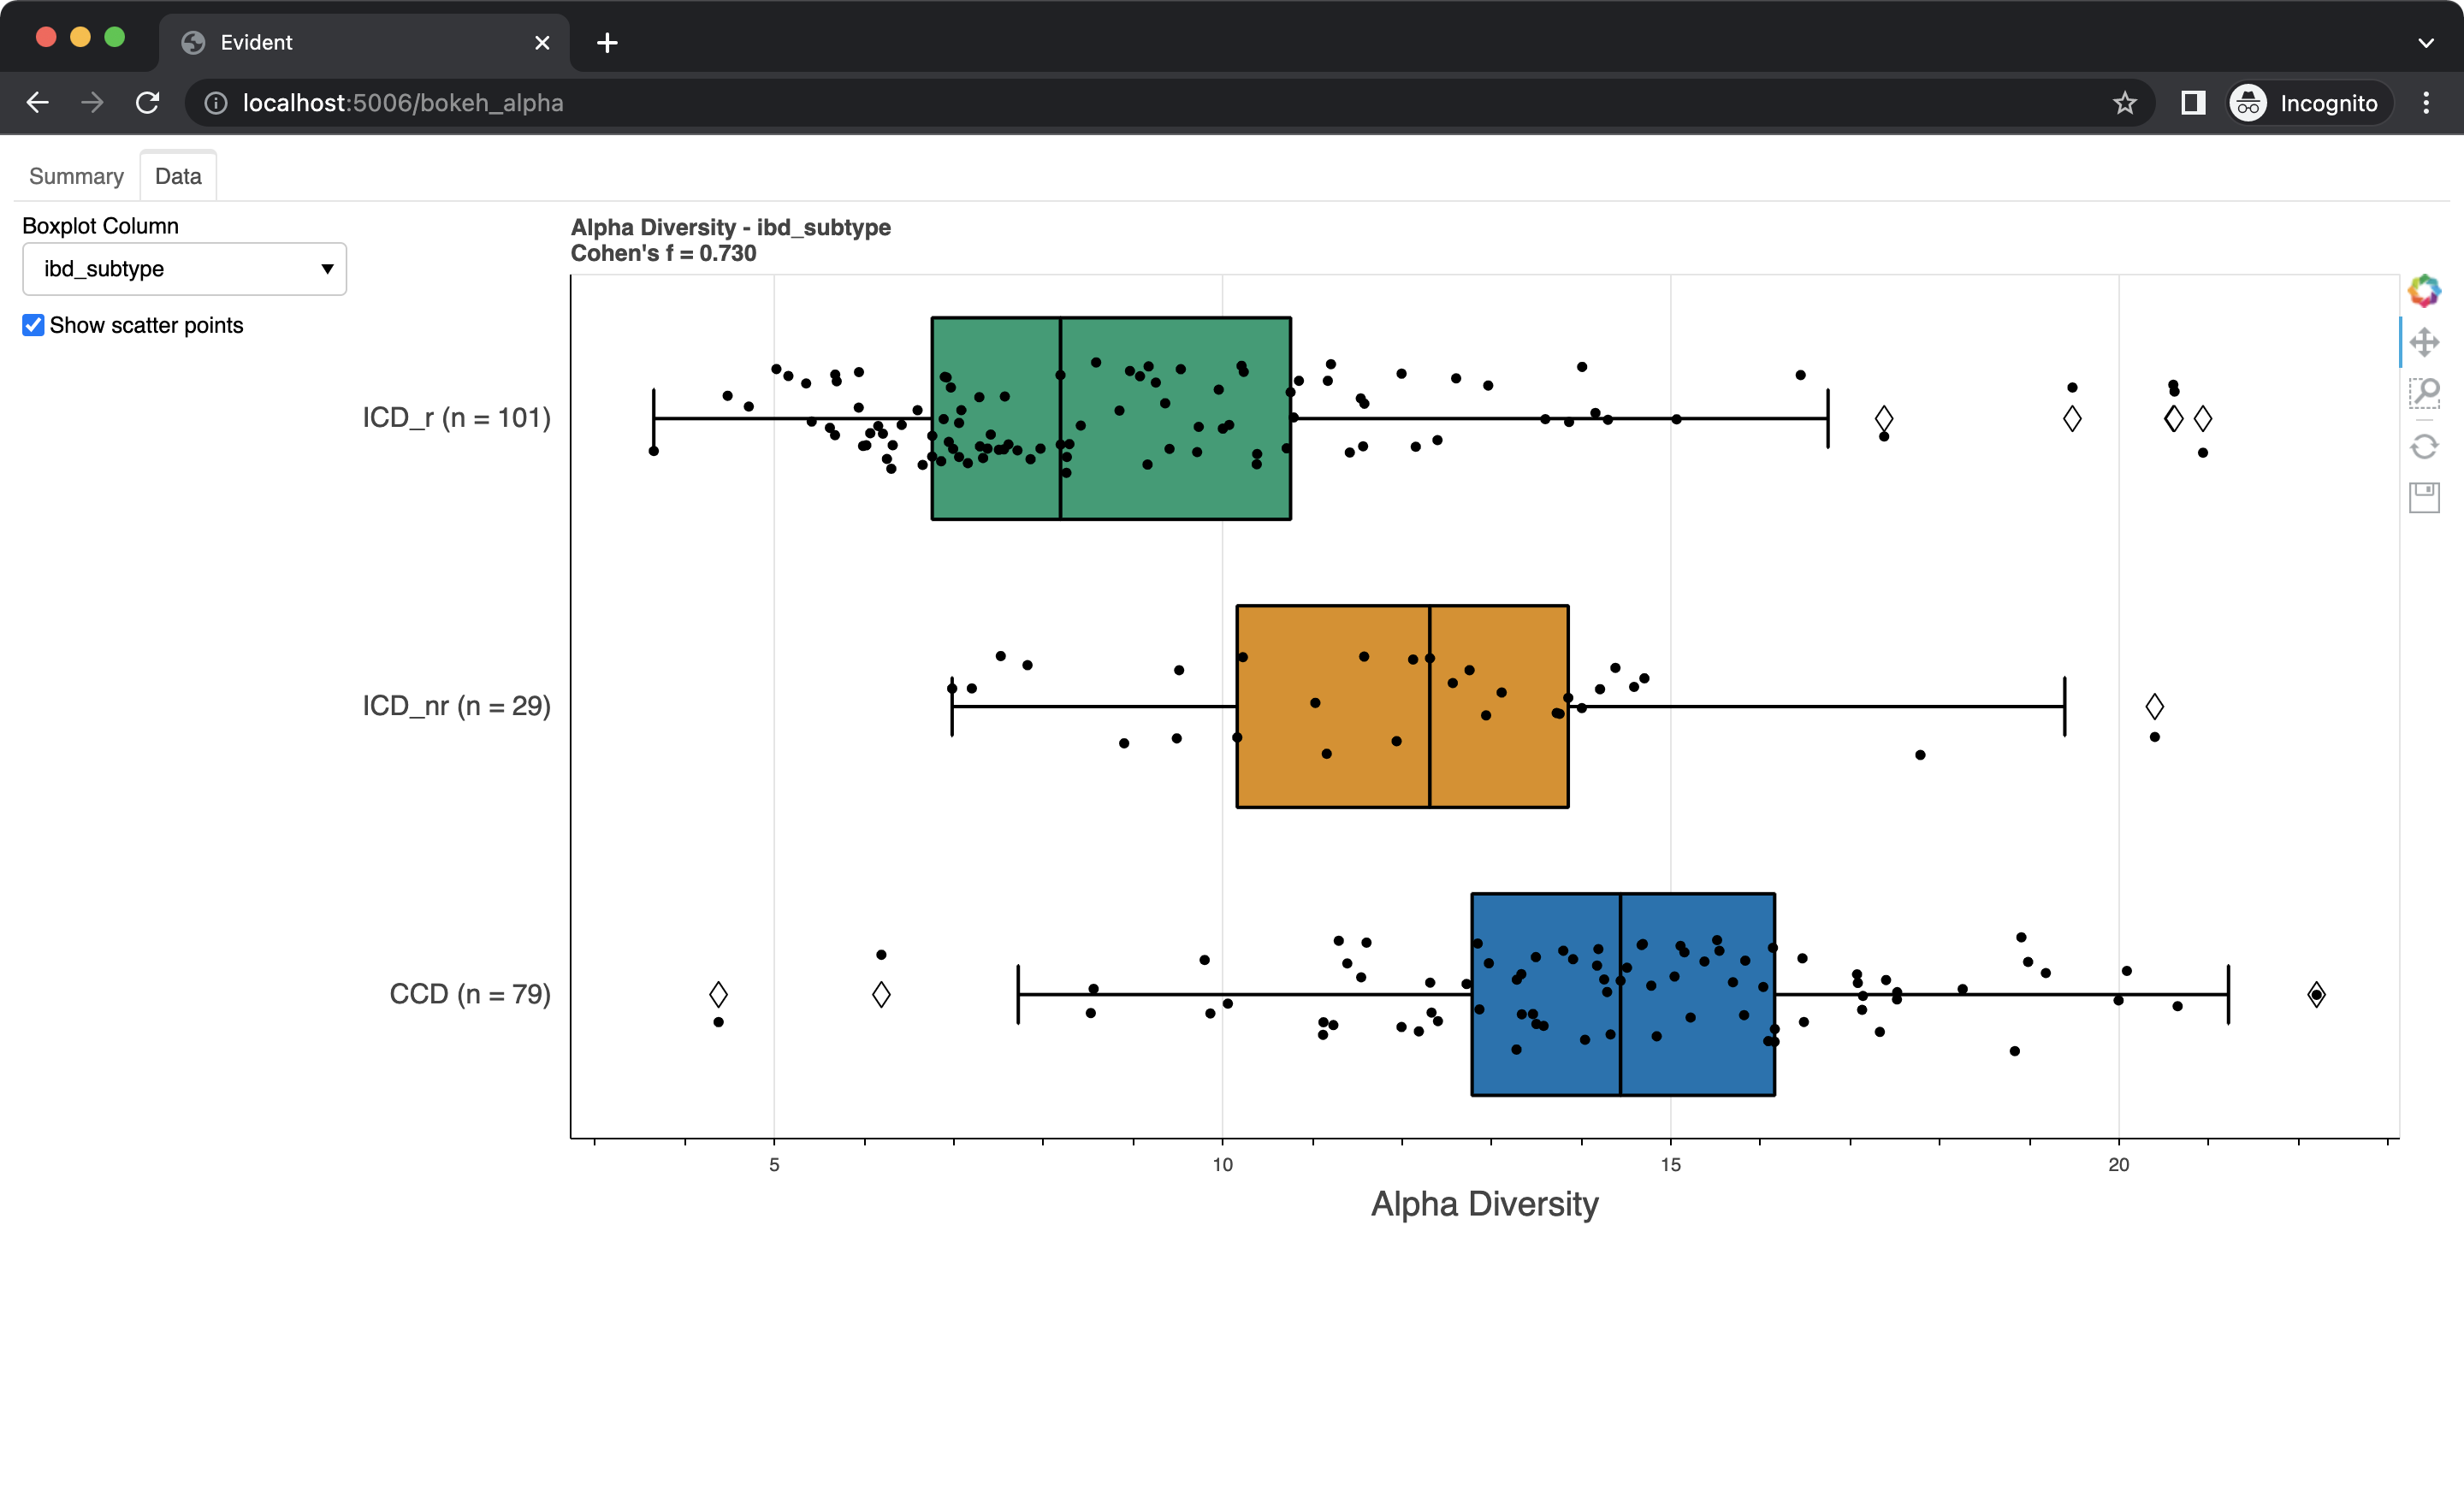 Evident
localhost:5006/bokeh_alpha
Incognito
Summary
Data
Boxplot Column
ibd_subtype
Show scatter points
Alpha Diversity - ibd_subtype
Cohen's f = 0.730
ICD_r (n = 101)
ICD_nr (n = 29)
CCD (n = 79)
5
10
15
20
Alpha Diversity